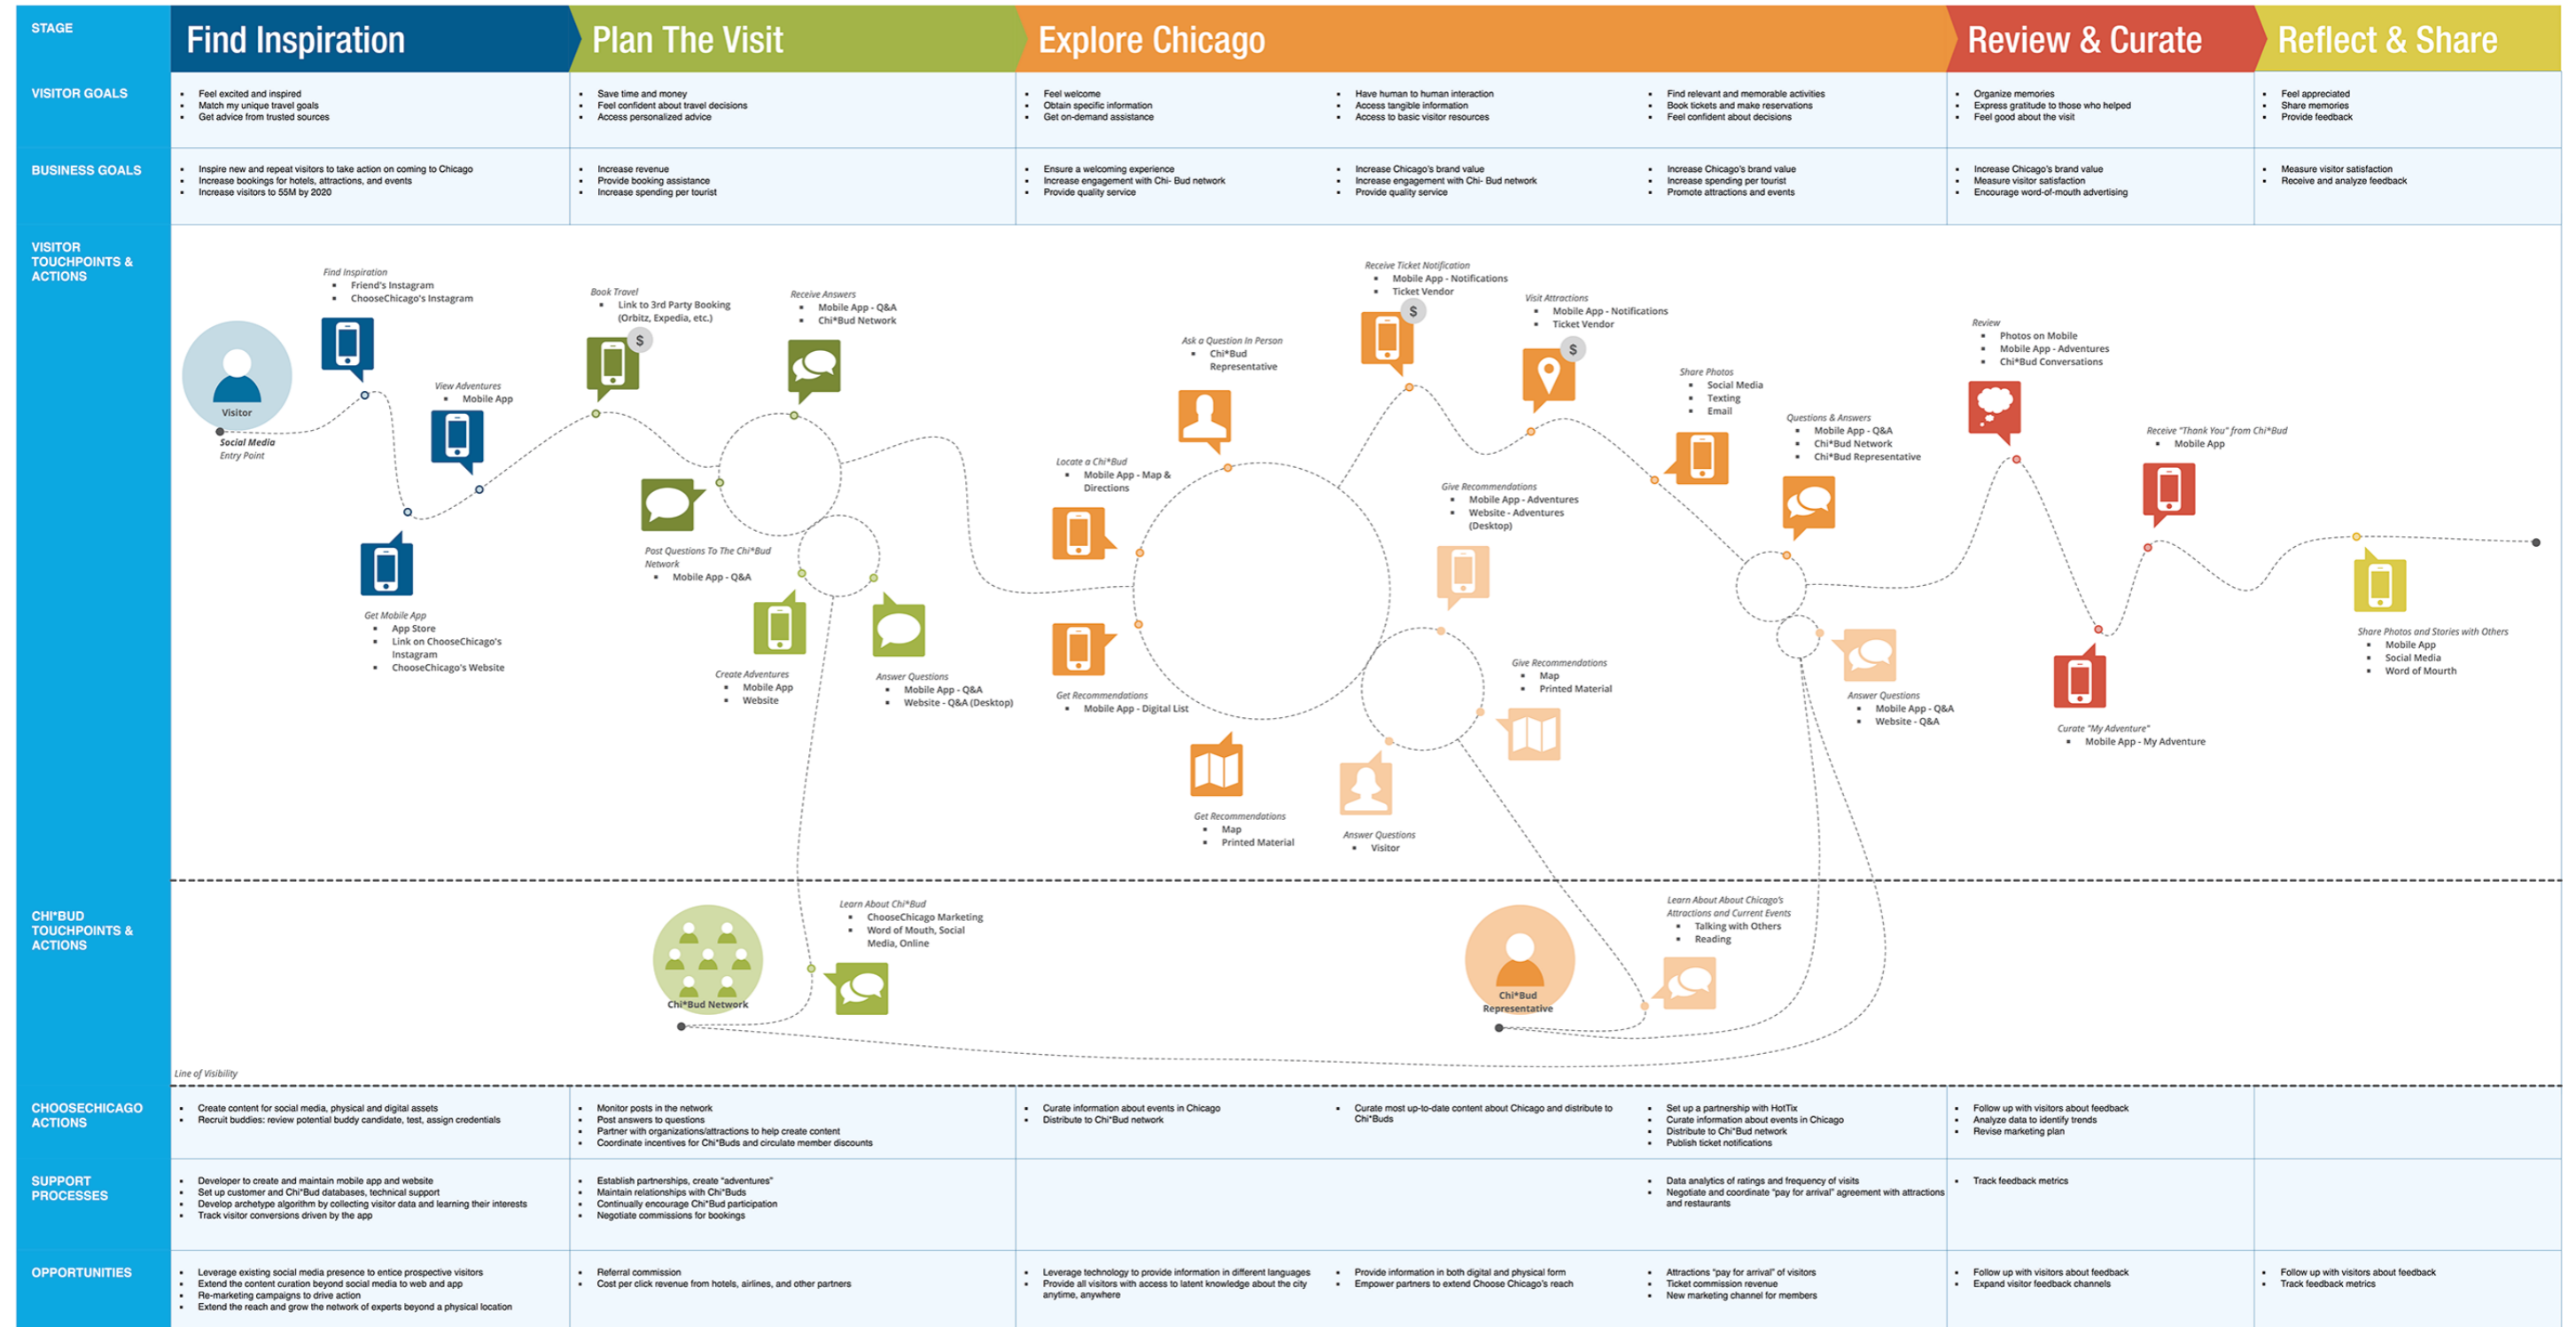 STAGE
Find Inspiration
Plan The Visit
Explore Chicago
Review & Curate
Reflect & Share
VISITOR GOALS
Feel excited and inspired
Match my unique travel goals
Get advice from trusted sources
Save time and money
Feel confident about travel decisions
Access personalized advice
Feel welcome
Obtain specific information
Get on-demand assistance
Have human to human interaction
Access tangible information
Access to basic visitor resources
Find relevant and memorable activities
Book tickets and make reservations
Feel confident about decisions
Organize memories
Express gratitude to those who helped
Feel good about the visit
Feel appreciated
Share memories
Provide feedback
BUSINESS GOALS
Inspire new and repeat visitors to take action on coming to Chicago
Increase bookings for hotels, attractions, and events
Increase visitors to 55M by 2020
Increase revenue
Provide booking assistance
Increase spending per tourist
Ensure a welcoming experience
Increase engagement with Chi- Bud network
Provide quality service
Increase Chicago's brand value
Increase engagement with Chi- Bud network
Provide quality service
Increase Chicago's brand value
Increase spending per tourist
Promote attractions and events
Increase Chicago's brand value
Measure visitor satisfaction
Encourage word-of-mouth advertising
Measure visitor satisfaction
Receive and analyze feedback
VISITOR
TOUCHPOINTS &
ACTIONS
Visitor
Social Media
Entry Point
Find Inspiration
Friend's Instagram
ChooseChicago's Instagram
View Adventures
Mobile App
Get Mobile App
App Store
Link on ChooseChicago's
Instagram
ChooseChicago's Website
Book Travel
Link to 3rd Party Booking
(Orbitz, Expedia, etc.)
$
Receive Answers
Mobile App - Q&A
Chi*Bud Network
Post Questions To The Chi*Bud
Network
Mobile App - Q&A
Create Adventures
Mobile App
Website
Answer Questions
Mobile App - Q&A
Website - Q&A (Desktop)
Locate a Chi*Bud
Mobile App - Map &
Directions
Ask a Question In Person
Chi*Bud
Representative
Get Recommendations
Mobile App - Digital List
Get Recommendations
Map
Printed Material
Receive Ticket Notification
Mobile App - Notifications
Ticket Vendor
$
Visit Attractions
Mobile App - Notifications
Ticket Vendor
$
Give Recommendations
Mobile App - Adventures
Website - Adventures
(Desktop)
Give Recommendations
Map
Printed Material
Answer Questions
Visitor
Share Photos
Social Media
Texting
Email
Questions & Answers
Mobile App - Q&A
Chi*Bud Network
Chi*Bud Representative
Answer Questions
Mobile App - Q&A
Website - Q&A
Review
Photos on Mobile
Mobile App - Adventures
Chi*Bud Conversations
Receive "Thank You" from Chi*Bud
Mobile App
Curate "My Adventure"
Mobile App - My Adventure
Share Photos and Stories with Others
Mobile App
Social Media
Word of Mourth
CHI*BUD
TOUCHPOINTS &
ACTIONS
Chi*Bud Network
Learn About Chi*Bud
ChooseChicago Marketing
Word of Mouth, Social
Media, Online
Chi*Bud
Representative
Learn About About Chicago's
Attractions and Current Events
Talking with Others
Reading
Line of Visibility
CHOOSECHICAGO
ACTIONS
Create content for social media, physical and digital assets
Recruit buddies: review potential buddy candidate, test, assign credentials
Monitor posts in the network
Post answers to questions
Partner with organizations/attractions to help create content
Coordinate incentives for Chi*Buds and circulate member discounts
Curate information about events in Chicago
Distribute to Chi*Bud network
Curate most up-to-date content about Chicago and distribute to
Chi*Buds
Set up a partnership with HotTix
Curate information about events in Chicago
Distribute to Chi*Bud network
Publish ticket notifications
Follow up with visitors about feedback
Analyze data to identify trends
Revise marketing plan
SUPPORT
PROCESSES
Developer to create and maintain mobile app and website
Set up customer and Chi*Bud databases, technical support
Develop archetype algorithm by collecting visitor data and learning their interests
Track visitor conversions driven by the app
Establish partnerships, create "adventures"
Maintain relationships with Chi*Buds
Continually encourage Chi*Bud participation
Negotiate commissions for bookings
Data analytics of ratings and frequency of visits
Negotiate and coordinate "pay for arrival" agreement with attractions
and restaurants
Track feedback metrics
OPPORTUNITIES
Leverage existing social media presence to entice prospective visitors
Extend the content curation beyond social media to web and app
Re-marketing campaigns to drive action
Extend the reach and grow the network of experts beyond a physical location
Referral commission
Cost per click revenue from hotels, airlines, and other partners
Leverage technology to provide information in different languages
Provide all visitors with access to latent knowledge about the city
anytime, anywhere
Provide information in both digital and physical form
Empower partners to extend Choose Chicago's reach
Attractions "pay for arrival" of visitors
Ticket commission revenue
New marketing channel for members
Follow up with visitors about feedback
Expand visitor feedback channels
Follow up with visitors about feedback
Track feedback metrics